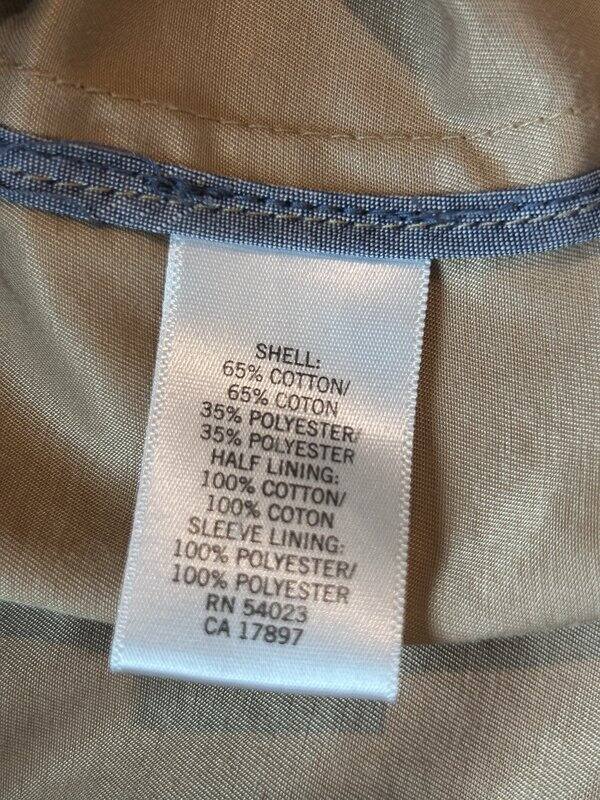 SHELL:
65% COTTON/
65% COTON
35% POLYESTER/
35% POLYESTER
HALF LINING:
100% COTTON/
100% COTON
SLEEVE LINING:
100% POLYESTER/
100% POLYESTER
RN 54023
CA 17897